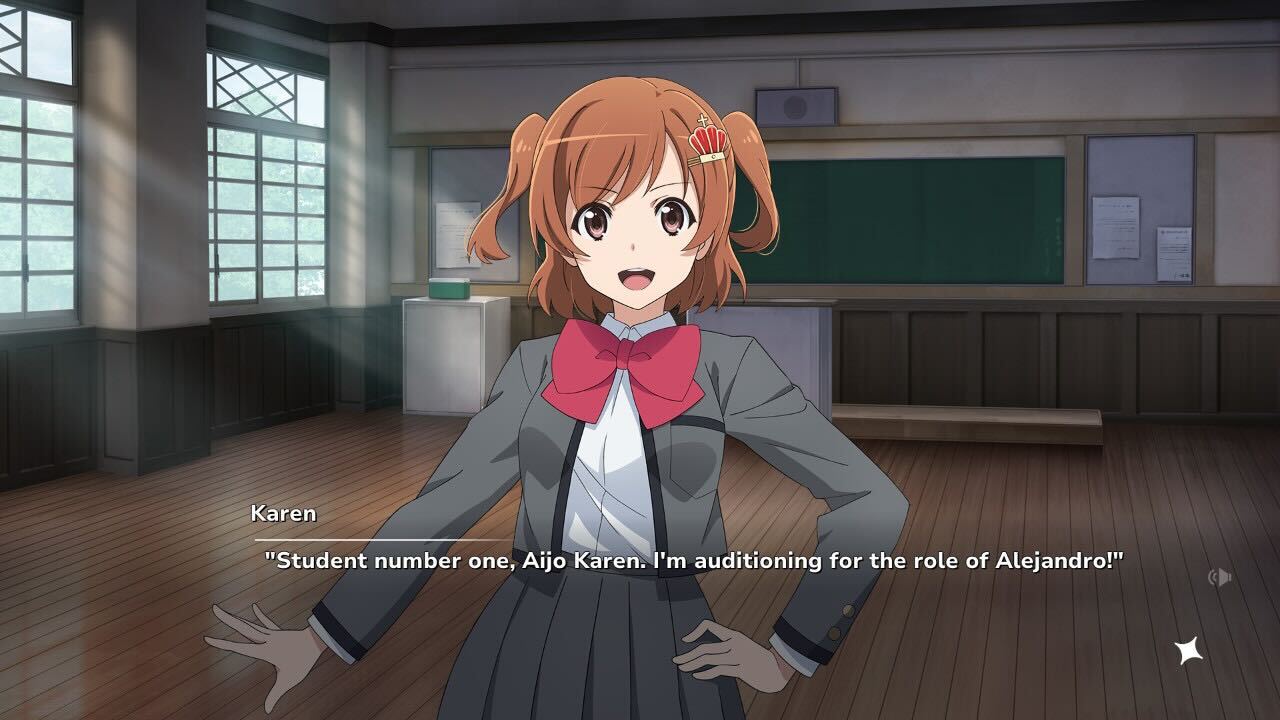 Karen
"Student number one, Aijo Karen. I'm auditioning for the role of Alejandro!"